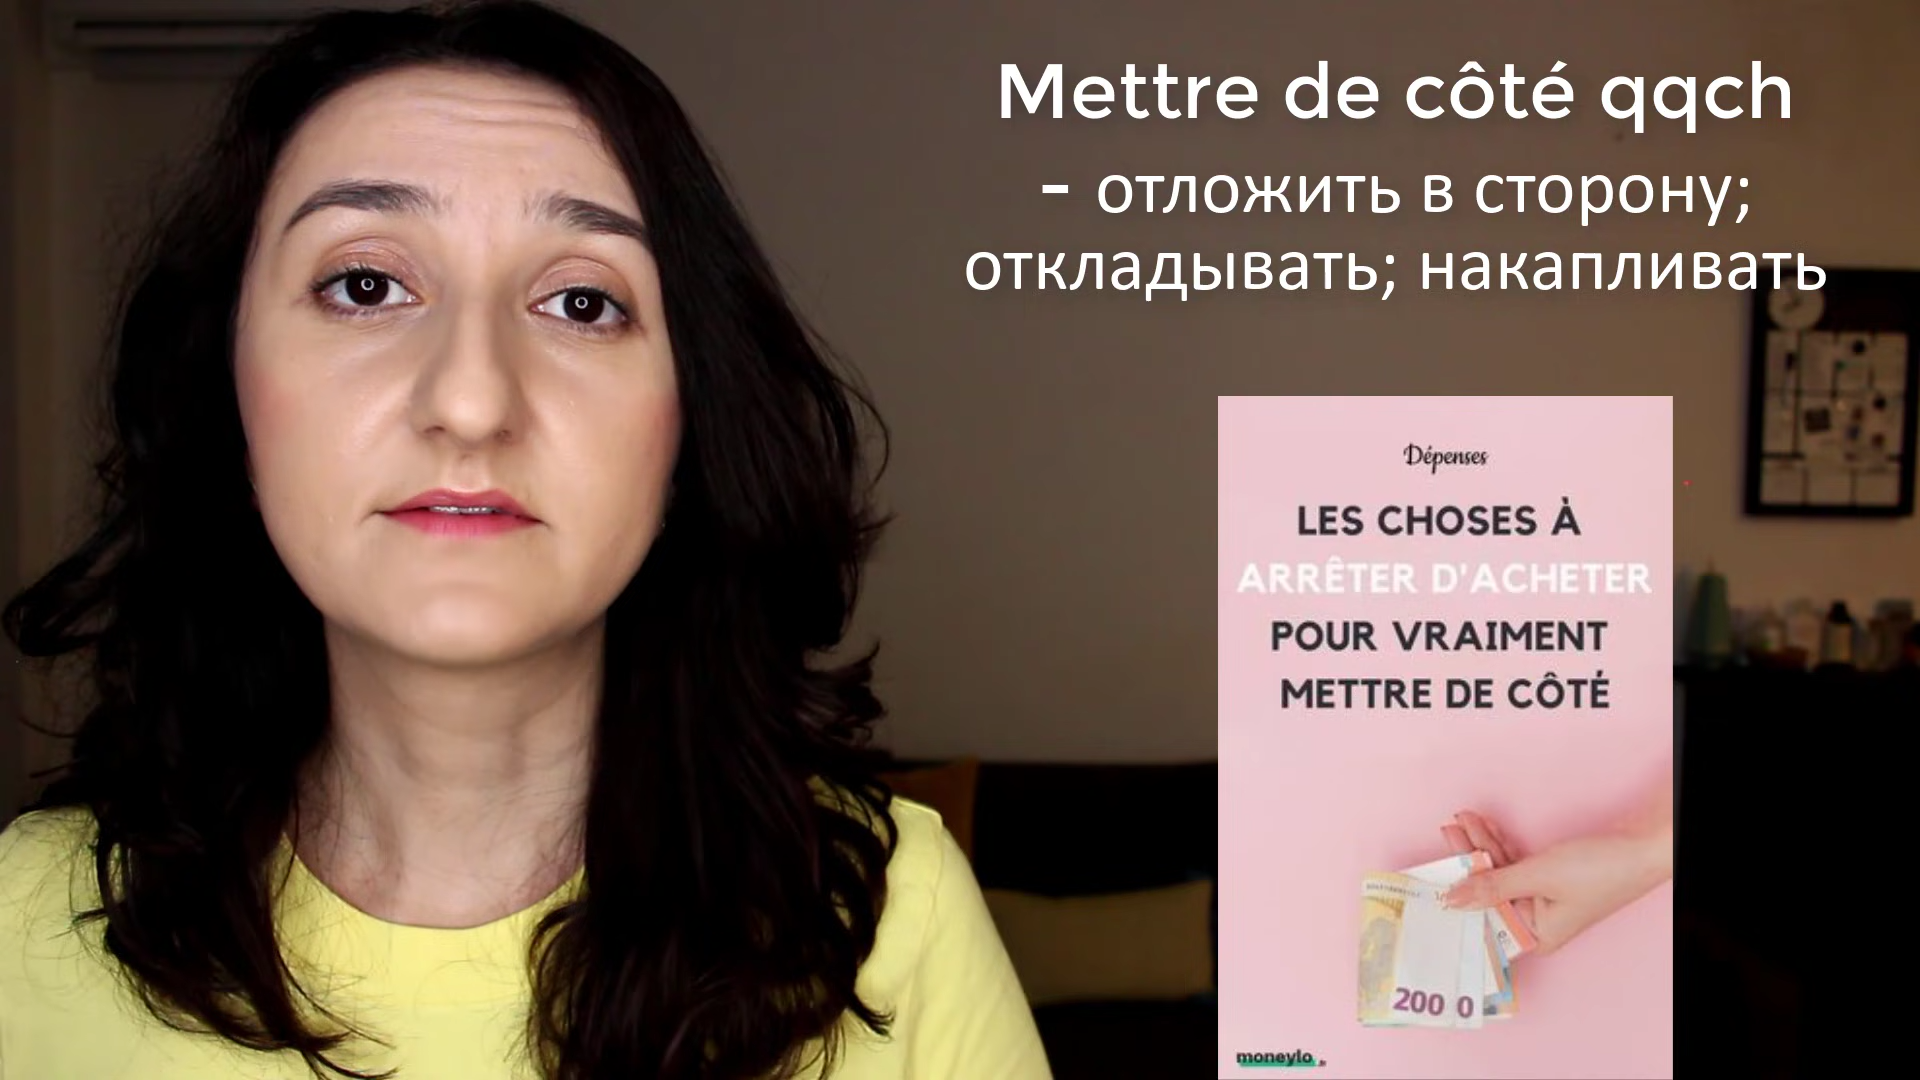 Mettre de côté qqch
- отложить в сторону;
откладывать; накапливать
Dépenses
LES CHOSES À
ARRÊTER D'ACHETER
POUR VRAIMENT
METTRE DE CÔTÉ
200 0
moneylo